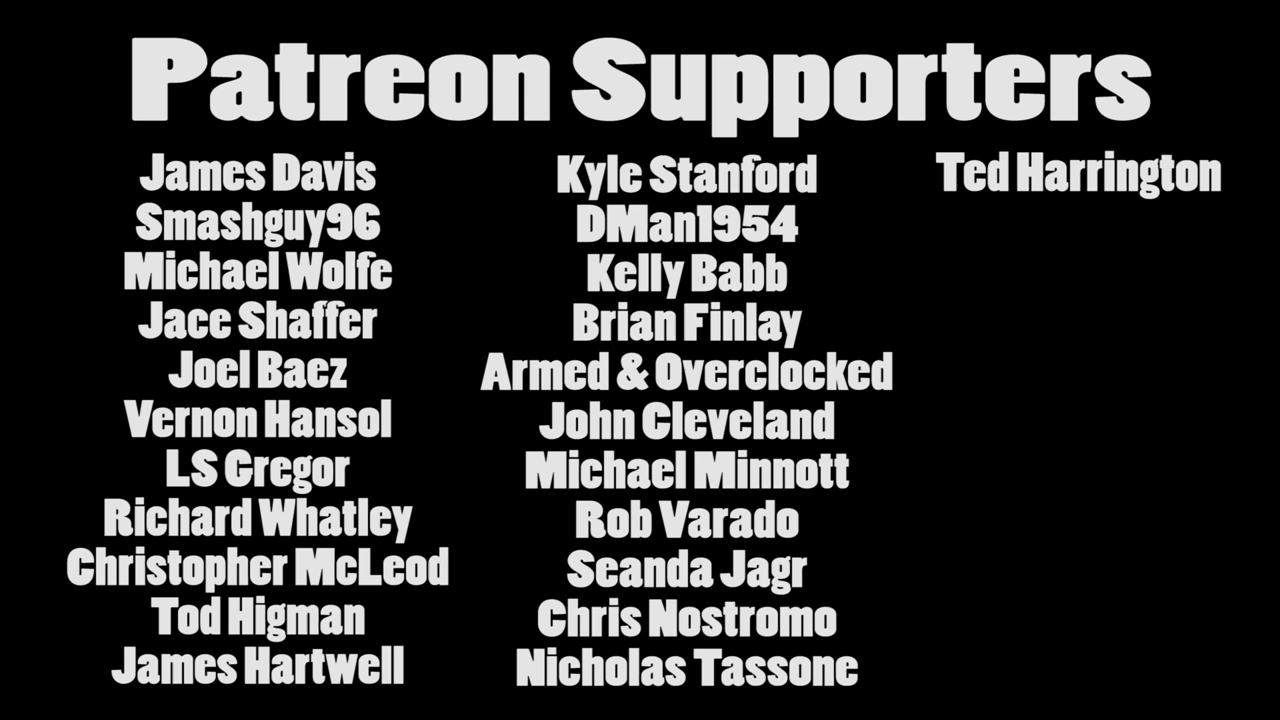 Patreon Supporters
James Davis
Smashguy96
Michael Wolfe
Jace Shaffer
Joel Baez
Vernon Hansol
LS Gregor
Richard Whatley
Christopher McLeod
Tod Higman
James Hartwell
Kyle Stanford
DMan1954
Kelly Babb
Brian Finlay
Armed & Overclocked
John Cleveland
Michael Minnott
Rob Varado
Seanda Jagr
Chris Nostromo
Nicholas Tassone
Ted Harrington